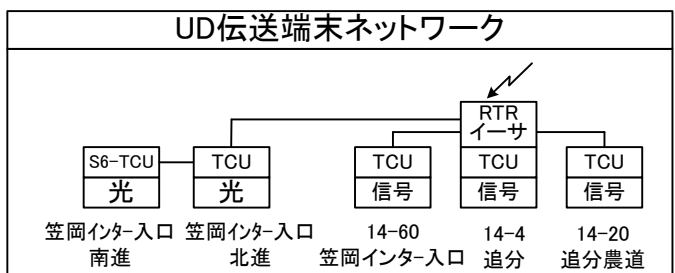 UD伝送端末ネットワーク
RTR
イーサ
S6-TCU
TCU
TCU
TCU
TCU
光
光
信号
信号
信号
笠岡インター入口
南進
笠岡インター入口
北進
14-60
笠岡インター入口
14-4
追分
14-20
追分農道